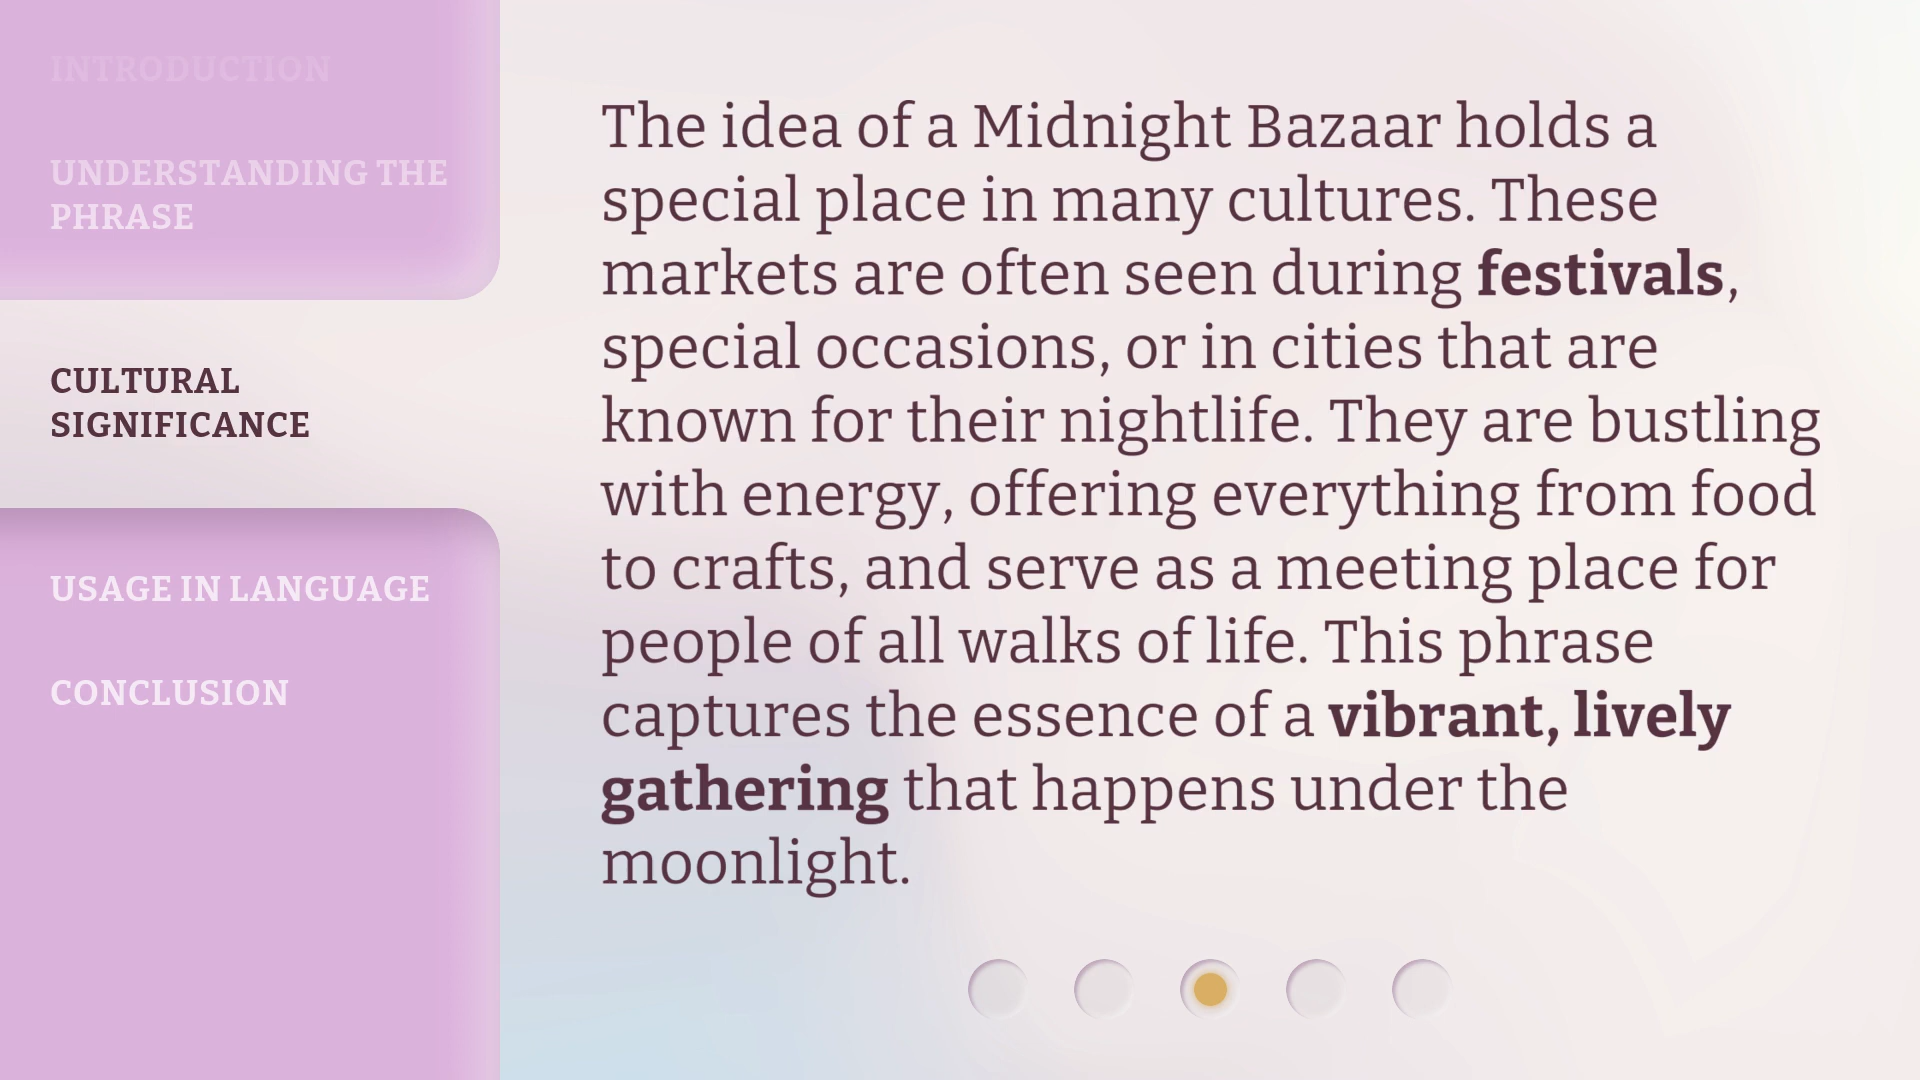 INTRODUCTION
UNDERSTANDING THE
PHRASE
CULTURAL
SIGNIFICANCE
USAGE IN LANGUAGE
CONCLUSION
The idea of a Midnight Bazaar holds a
special place in many cultures. These
markets are often seen during festivals,
special occasions, or in cities that are
known for their nightlife. They are bustling
with energy, offering everything from food
to crafts, and serve as a meeting place for
people of all walks of life. This phrase
captures the essence of a vibrant, lively
gathering that happens under the
moonlight.